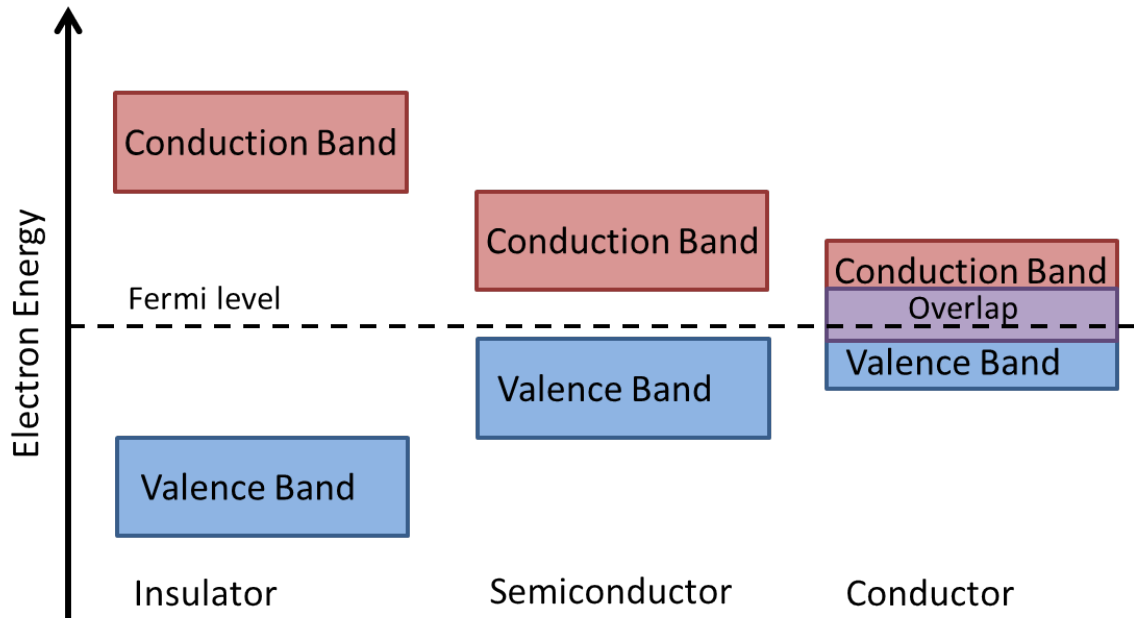 Electron Energy
Conduction Band
Fermi level
Valence Band
Insulator
Conduction Band
Valence Band
Semiconductor
Conduction Band
Overlap
Valence Band
Conductor